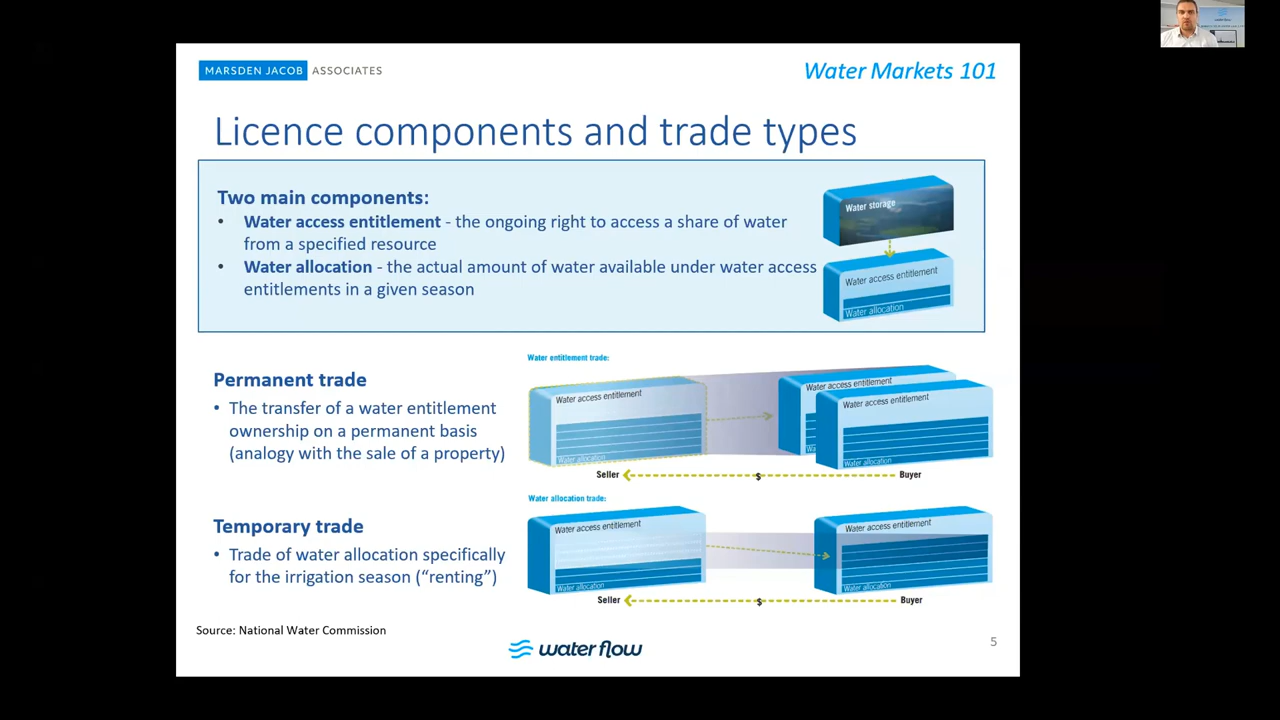 MARSDEN JACOB ASSOCIATES
Water Markets 101
Licence components and trade types
Two main components:
• Water access entitlement - the ongoing right to access a share of water
from a specified resource
• Water allocation - the actual amount of water available under water access
entitlements in a given season
Water storage
Water access entitlement
Water allocation
Water entitlement trade:
Permanent trade
• The transfer of a water entitlement
ownership on a permanent basis
(analogy with the sale of a property)
Water access entitlement
Water allocation
Water access entitlement
Water access entitlement
Water allocation
Seller
$
Buyer
Water allocation trade:
Temporary trade
• Trade of water allocation specifically
for the irrigation season (“renting”)
Water access entitlement
Water allocation
Water access entitlement
Water allocation
Seller
$
Buyer
Source: National Water Commission
water flow
5